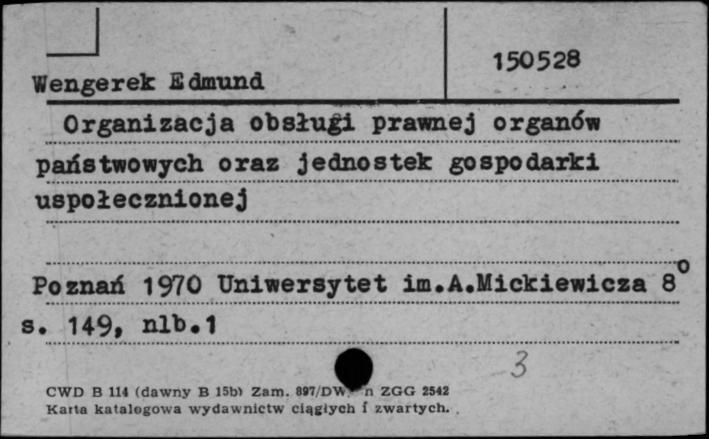 150528
Wengerek Edmund
Organizacja obsługi prawnej organów
państwowych oraz jednostek gospodarki
uspołecznionej
Poznań 1970 Uniwersytet im.A.Mickiewicza 8°
s. 149, nlb.1
3
CWD B 114 (dawny B 15b) Zam. 897/DW. n ZGG 2542
Karta katalogowa wydawnictw ciągłych i zwartych.